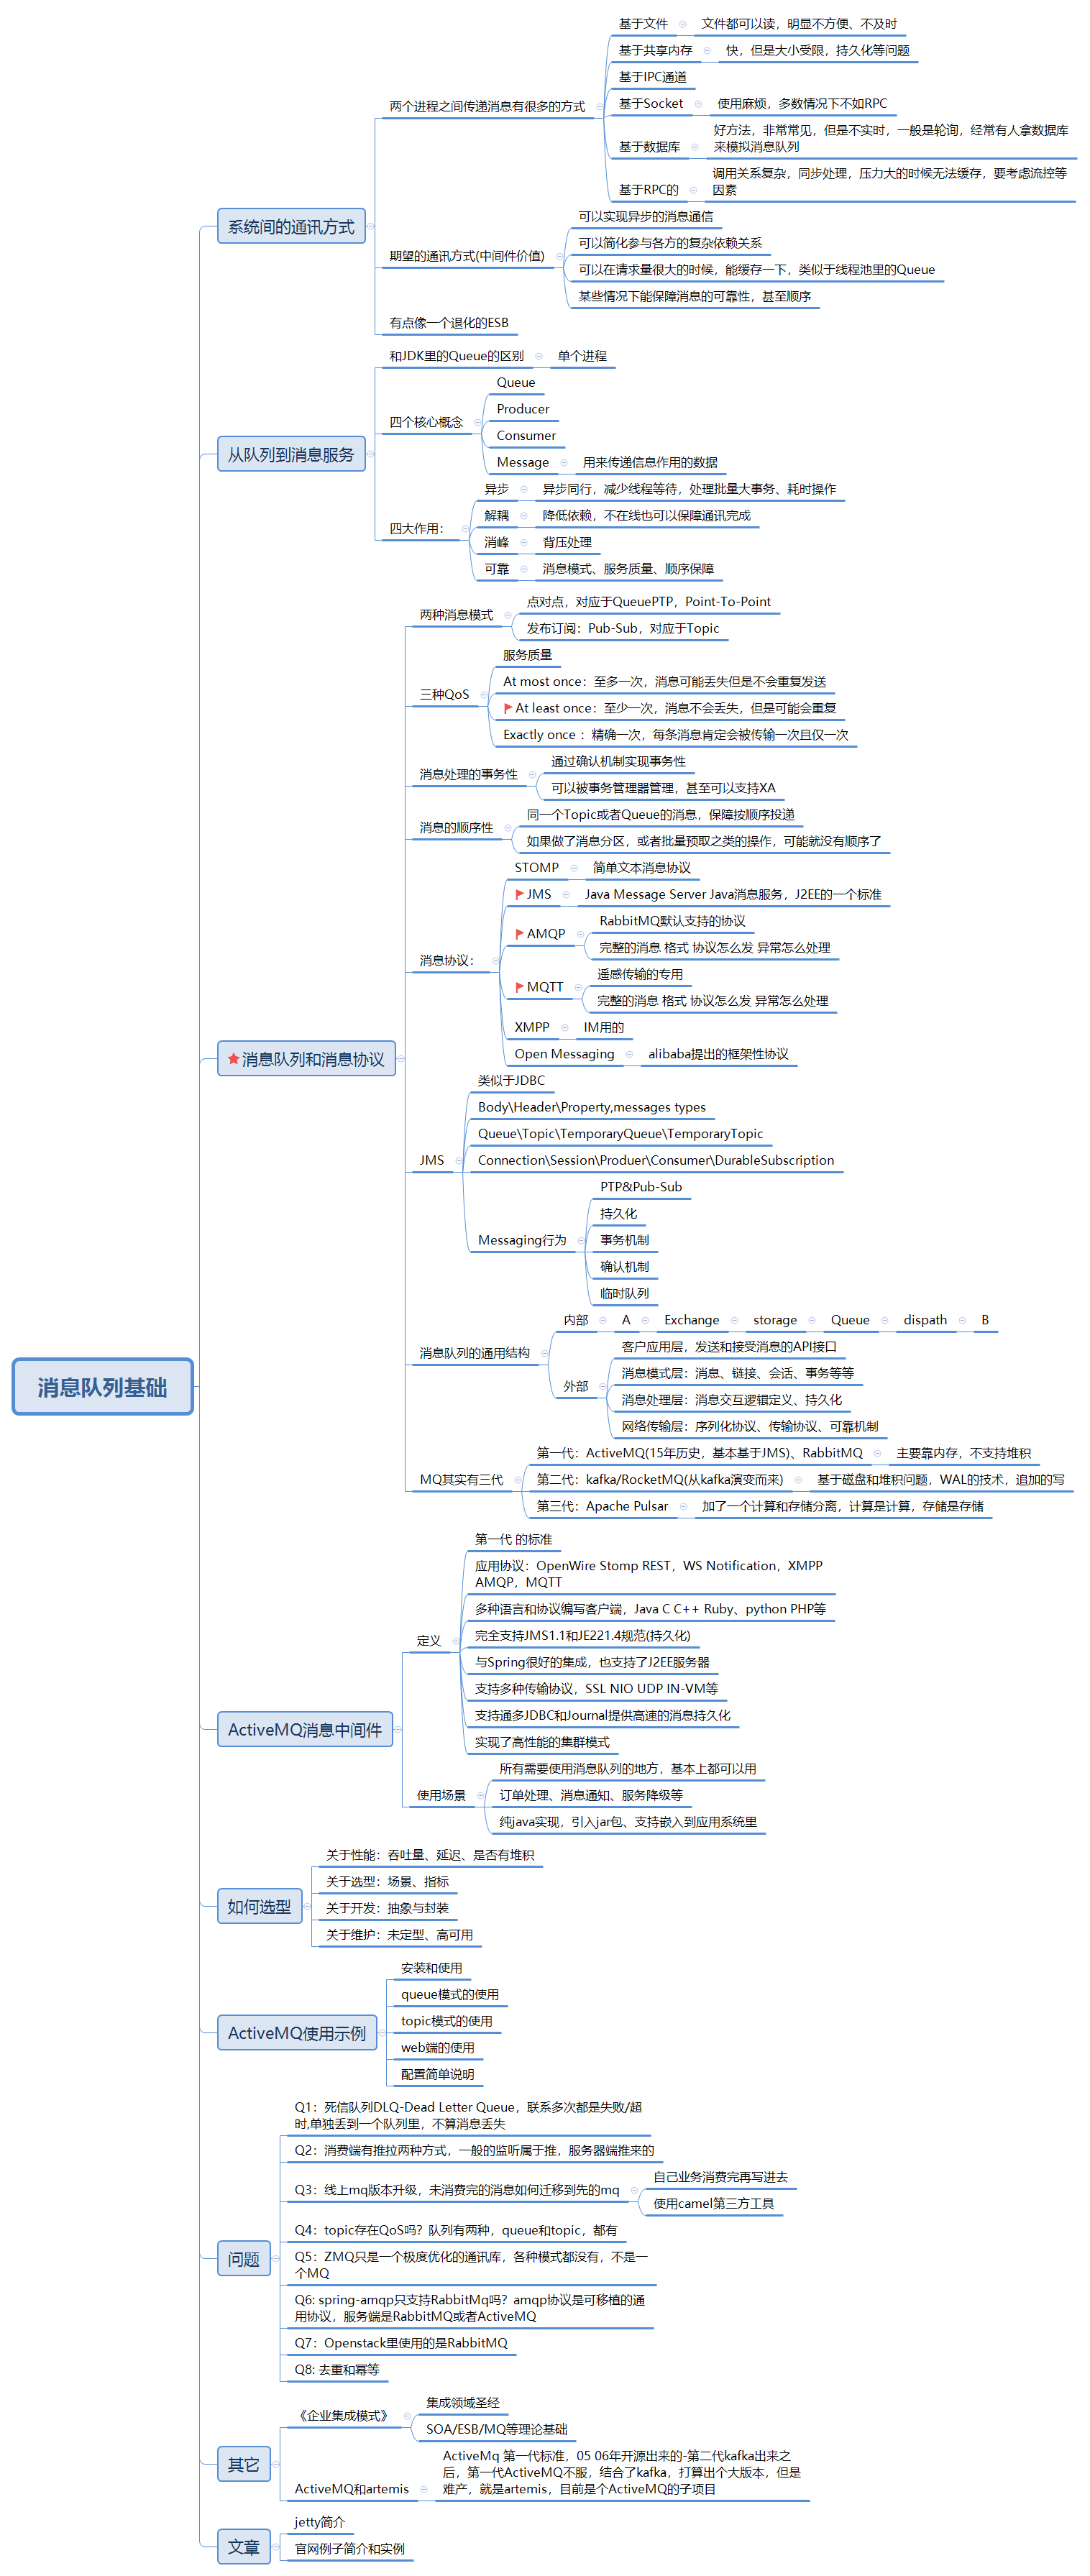 消息队列基础
系统间的通讯方式
两个进程之间传递消息有很多的方式
基于文件
文件都可以读，明显不方便、不及时
基于共享内存
快，但是大小受限，持久化等问题
基于IPC通道
基于Socket
使用麻烦，多数情况下不如RPC
基于数据库
好方法，非常常见，但是不实时，一般是轮询，经常有人拿数据库
来模拟消息队列
基于RPC的
调用关系复杂，同步处理，压力大的时候无法缓存，要考虑流控等
因素
期望的通讯方式(中间件价值)
可以实现异步的消息通信
可以简化参与各方的复杂依赖关系
可以在请求量很大的时候，能缓存一下，类似于线程池里的Queue
某些情况下能保障消息的可靠性，甚至顺序
有点像一个退化的ESB
从队列到消息服务
和JDK里的Queue的区别
单个进程
四个核心概念
Queue
Producer
Consumer
Message
用来传递信息作用的数据
四大作用：
异步
异步同行，减少线程等待，处理批量大事务、耗时操作
解耦
降低依赖，不在线也可以保障通讯完成
消峰
背压处理
可靠
消息模式、服务质量、顺序保障
消息队列和消息协议
两种消息模式
点对点，对应于QueuePTP，Point-To-Point
发布订阅：Pub-Sub，对应于Topic
三种QoS
服务质量
At most once：至多一次，消息可能丢失但是不会重复发送
At least once：至少一次，消息不会丢失，但是可能会重复
Exactly once ：精确一次，每条消息肯定会被传输一次且仅一次
消息处理的事务性
通过确认机制实现事务性
可以被事务管理器管理，甚至可以支持XA
消息的顺序性
同一个Topic或者Queue的消息，保障按顺序投递
如果做了消息分区，或者批量预取之类的操作，可能就没有顺序了
消息协议：
STOMP
简单文本消息协议
JMS
Java Message Server Java消息服务，J2EE的一个标准
AMQP
RabbitMQ默认支持的协议
完整的消息 格式 协议怎么发 异常怎么处理
MQTT
遥感传输的专用
完整的消息 格式 协议怎么发 异常怎么处理
XMPP
IM用的
Open Messaging
alibaba提出的框架性协议
JMS
类似于JDBC
Body\Header\Property,messages types
Queue\Topic\TemporaryQueue\TemporaryTopic
Connection\Session\Produer\Consumer\DurableSubscription
Messaging行为
PTP&Pub-Sub
持久化
事务机制
确认机制
临时队列
消息队列的通用结构
内部
A
Exchange
storage
Queue
dispath
B
外部
客户应用层，发送和接受消息的API接口
消息模式层：消息、链接、会话、事务等等
消息处理层：消息交互逻辑定义、持久化
网络传输层：序列化协议、传输协议、可靠机制
MQ其实有三代
第一代：ActiveMQ(15年历史，基本基于JMS)、RabbitMQ
主要靠内存，不支持堆积
第二代：kafka/RocketMQ(从kafka演变而来)
基于磁盘和堆积问题，WAL的技术，追加的写
第三代：Apache Pulsar
加了一个计算和存储分离，计算是计算，存储是存储
ActiveMQ消息中间件
定义
第一代 的标准
应用协议：OpenWire Stomp REST，WS Notification，XMPP
AMQP，MQTT
多种语言和协议编写客户端，Java C C++ Ruby、python PHP等
完全支持JMS1.1和JE221.4规范(持久化)
与Spring很好的集成，也支持了J2EE服务器
支持多种传输协议，SSL NIO UDP IN-VM等
支持通多JDBC和Journal提供高速的消息持久化
实现了高性能的集群模式
使用场景
所有需要使用消息队列的地方，基本上都可以用
订单处理、消息通知、服务降级等
纯java实现，引入jar包、支持嵌入到应用系统里
如何选型
关于性能：吞吐量、延迟、是否有堆积
关于选型：场景、指标
关于开发：抽象与封装
关于维护：未定型、高可用
ActiveMQ使用示例
安装和使用
queue模式的使用
topic模式的使用
web端的使用
配置简单说明
问题
Q1：死信队列DLQ-Dead Letter Queue，联系多次都是失败/超
时,单独丢到一个队列里，不算消息丢失
Q2：消费端有推拉两种方式，一般的监听属于推，服务器端推来的
Q3：线上mq版本升级，未消费完的消息如何迁移到先的mq
自己业务消费完再写进去
使用camel第三方工具
Q4：topic存在QoS吗？队列有两种，queue和topic，都有
Q5：ZMQ只是一个极度优化的通讯库，各种模式都没有，不是一
个MQ
Q6: spring-amqp只支持RabbitMq吗？amqp协议是可移植的通
用协议，服务端是RabbitMQ或者ActiveMQ
Q7：Openstack里使用的是RabbitMQ
Q8: 去重和幂等
其它
《企业集成模式》
集成领域圣经
SOA/ESB/MQ等理论基础
ActiveMQ和artemis
ActiveMq 第一代标准，05 06年开源出来的-第二代kafka出来之
后，第一代ActiveMQ不服，结合了kafka，打算出个大版本，但是
难产，就是artemis，目前是个ActiveMQ的子项目
文章
jetty简介
官网例子简介和实例